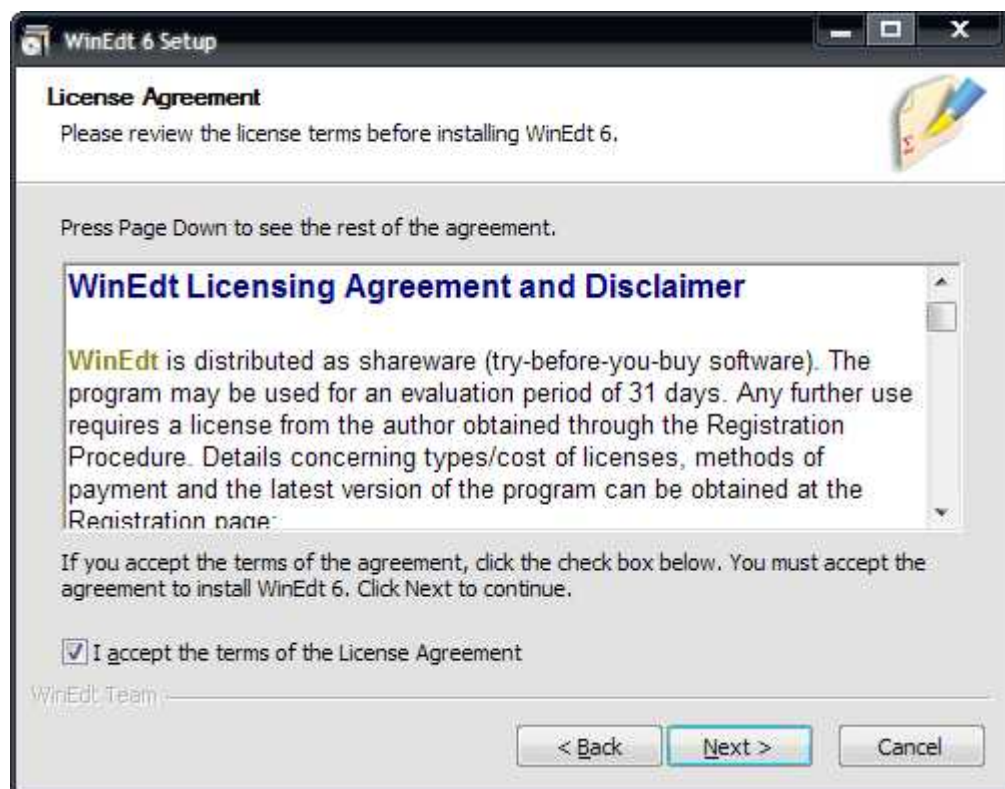 WinEdt 6 Setup
License Agreement
Please review the license terms before installing WinEdt 6.
Σ
Press Page Down to see the rest of the agreement.
WinEdt Licensing Agreement and Disclaimer
WinEdt is distributed as shareware (try-before-you-buy software). The
program may be used for an evaluation period of 31 days. Any further use
requires a license from the author obtained through the Registration
Procedure. Details concerning types/cost of licenses, methods of
payment and the latest version of the program can be obtained at the
Registration page:
If you accept the terms of the agreement, click the check box below. You must accept the
agreement to install WinEdt 6. Click Next to continue.
I accept the terms of the License Agreement
WinEdt Team
< Back Next > Cancel